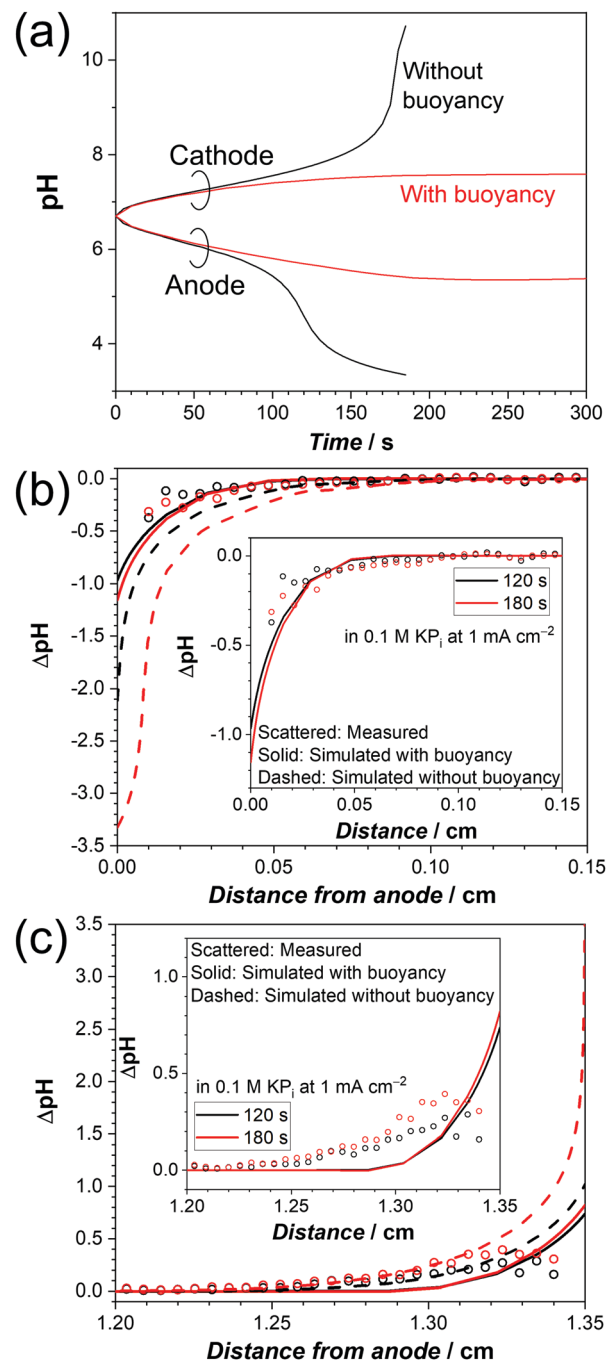 (a)
10
8
6
4
pH
Without
buoyancy
Cathode
With buoyancy
Anode
0 50 100 150 200 250 300
Time / s
(b)
0.0
-0.5
-1.0
-1.5
-2.0
-2.5
-3.0
-3.5
ΔpH
0.0
-0.5
-1.0
ΔpH
120 s
180 s
in 0.1 M KPi at 1 mA cm⁻²
Scattered: Measured
Solid: Simulated with buoyancy
Dashed: Simulated without buoyancy
0.00 0.05 0.10 0.15
Distance / cm
0.00 0.05 0.10 0.15
Distance from anode / cm
(c)
3.5
3.0
2.5
2.0
1.5
1.0
0.5
0.0
ΔpH
Scattered: Measured
Solid: Simulated with buoyancy
Dashed: Simulated without buoyancy
1.0
0.5
0.0
ΔpH
in 0.1 M KPi at 1 mA cm⁻²
120 s
180 s
1.20 1.25 1.30 1.35
Distance / cm
1.20 1.25 1.30 1.35
Distance from anode / cm